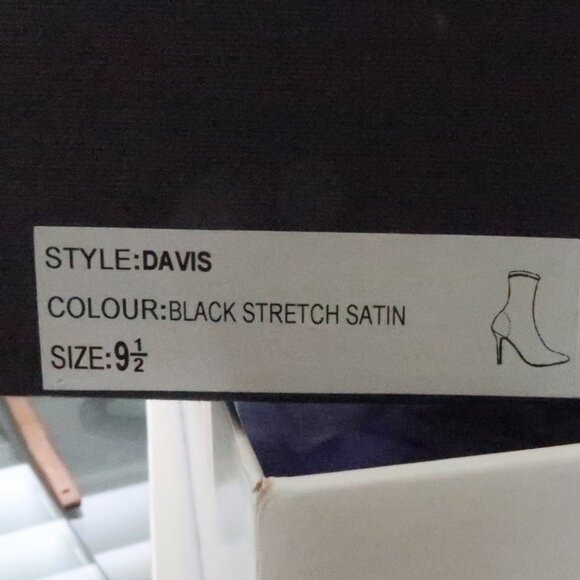 STYLE:DAVIS
COLOUR:BLACK STRETCH SATIN
SIZE:9½